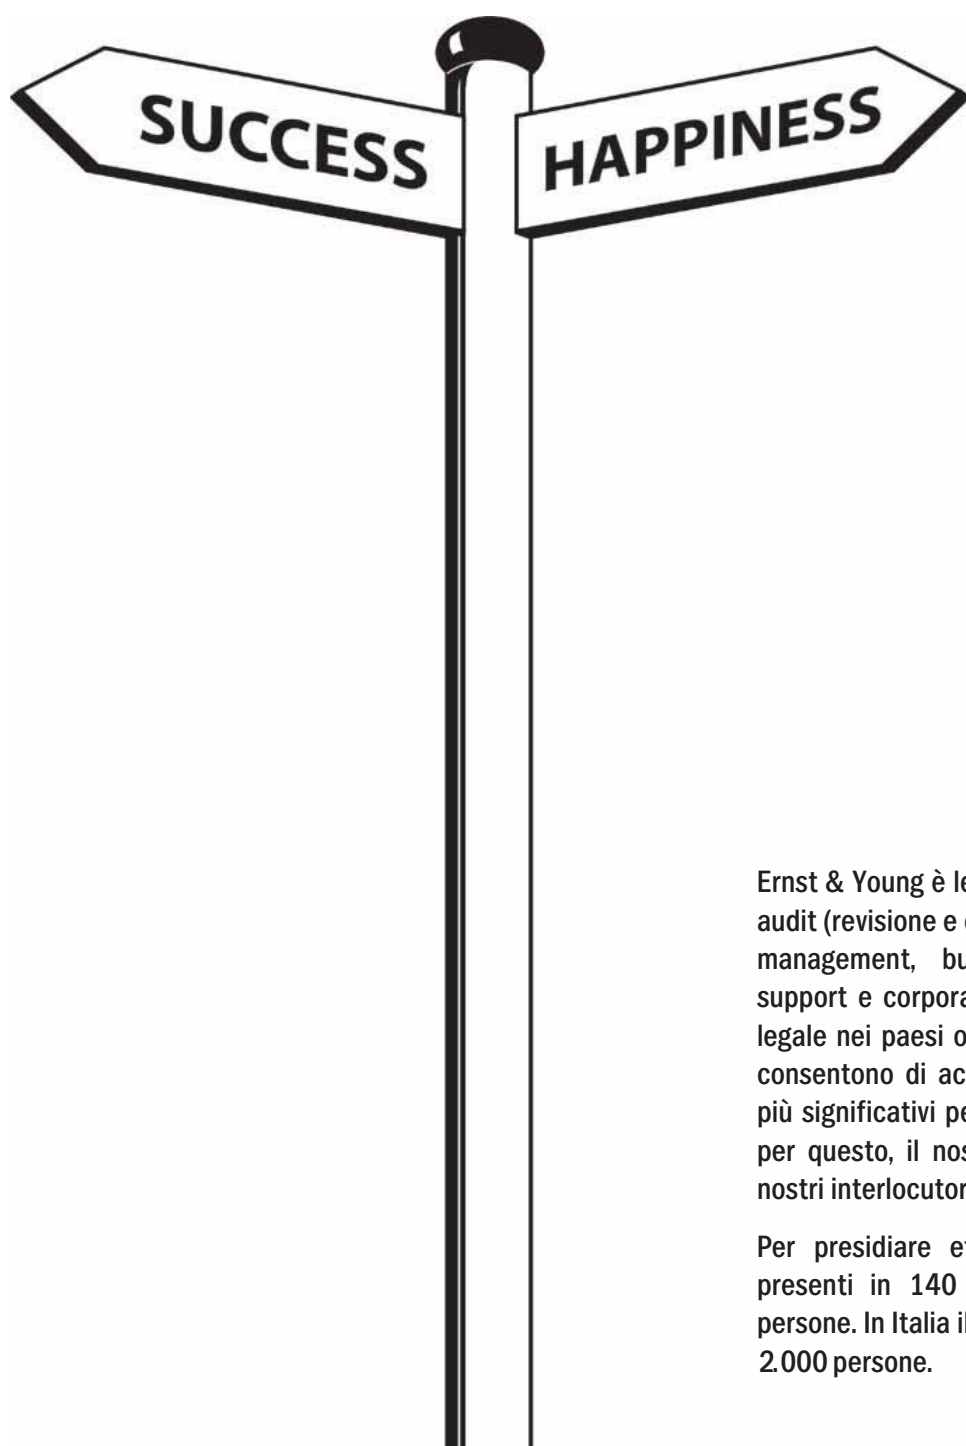 SUCCESS
HAPPINESS
Ernst & Young è le
audit (revisione e
management, bu
support e corpora
legale nei paesi o
consentono di ac
più significativi pe
per questo, il nos
nostri interlocutor
Per presidiare e
presenti in 140
persone. In Italia il
2.000 persone.